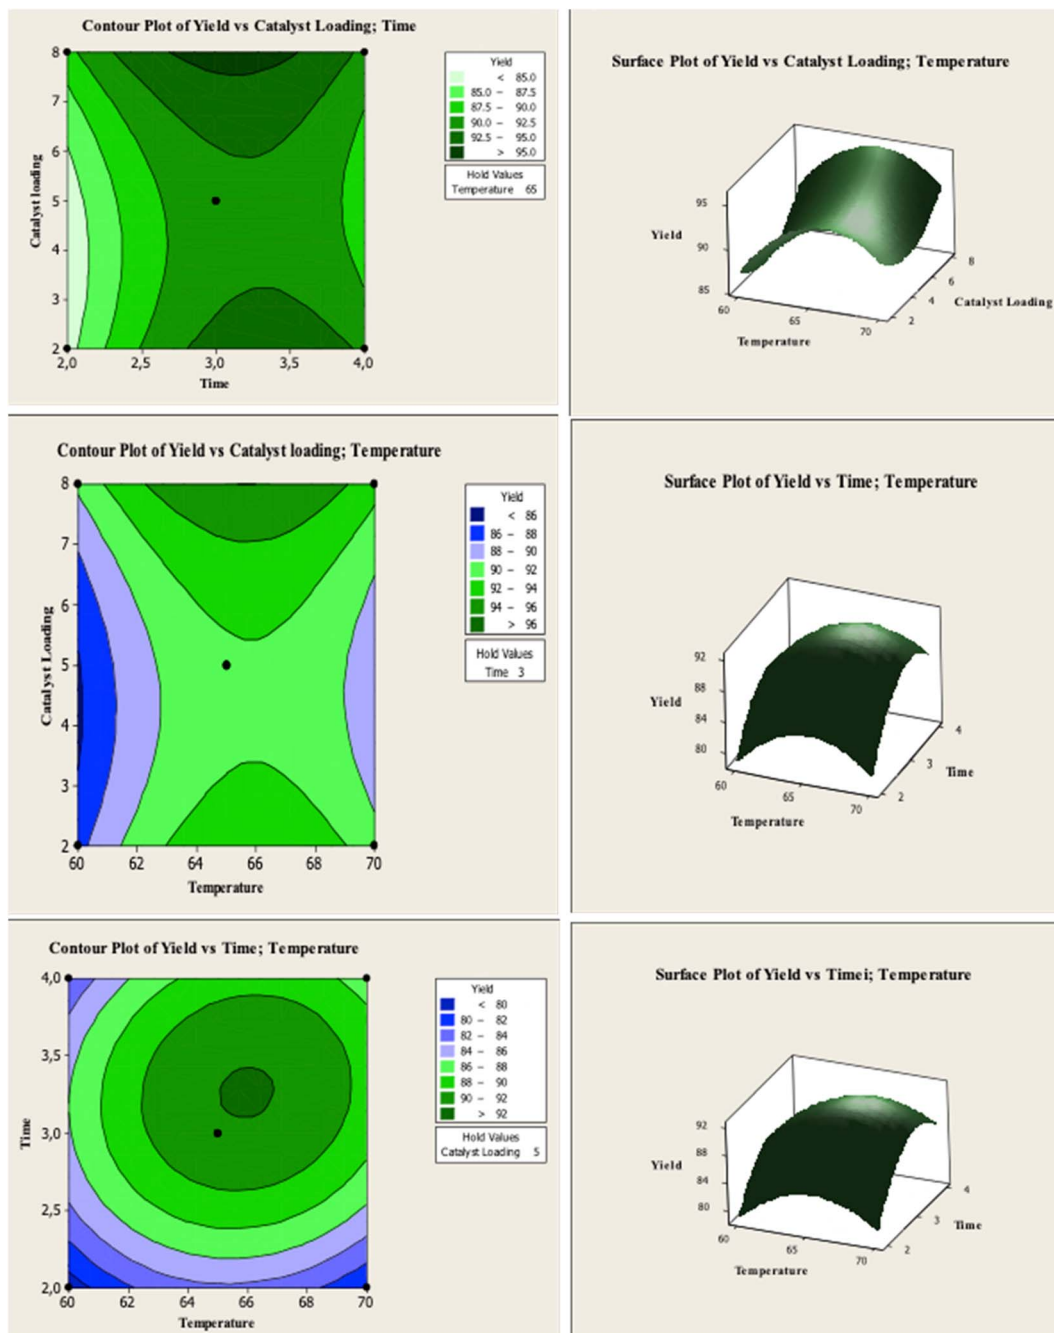 Contour Plot of Yield vs Catalyst Loading; Time
8
7
6
5
4
3
2
Catalyst loading
2,0 2,5 3,0 3,5 4,0
Time
Yield
< 85.0
85.0 – 87.5
87.5 – 90.0
90.0 – 92.5
92.5 – 95.0
> 95.0
Hold Values
Temperature 65
Surface Plot of Yield vs Catalyst Loading; Temperature
95
90
85
Yield
60
65
70
Temperature
2
4
6
8
Catalyst Loading
Contour Plot of Yield vs Catalyst loading; Temperature
8
7
6
5
4
3
2
Catalyst Loading
60 62 64 66 68 70
Temperature
Yield
< 86
86 – 88
88 – 90
90 – 92
92 – 94
94 – 96
> 96
Hold Values
Time 3
Surface Plot of Yield vs Time; Temperature
92
88
84
80
Yield
60
65
70
Temperature
2
3
4
Time
Contour Plot of Yield vs Time; Temperature
4,0
3,5
3,0
2,5
2,0
Time
60 62 64 66 68 70
Temperature
Yield
< 80
80 – 82
82 – 84
84 – 86
86 – 88
88 – 90
90 – 92
> 92
Hold Values
Catalyst Loading 5
Surface Plot of Yield vs Timei; Temperature
92
88
84
80
Yield
60
65
70
Temperature
2
3
4
Time